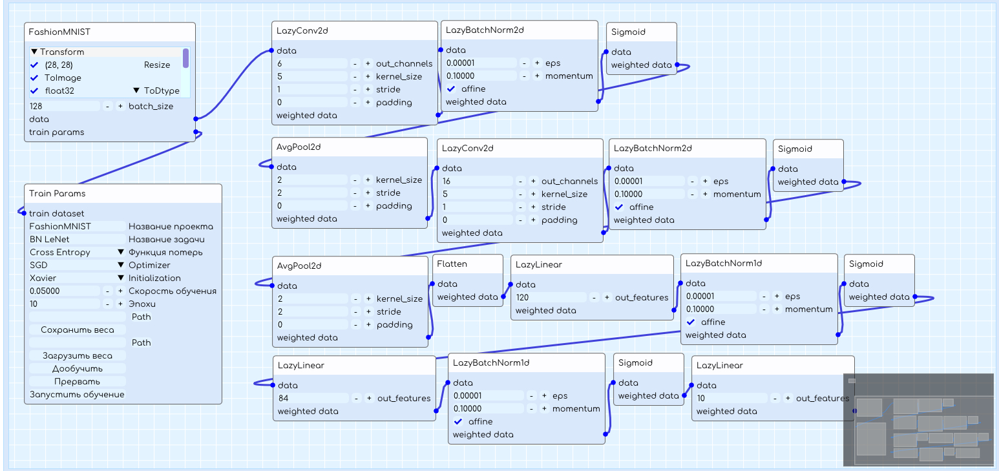 FashionMNIST
▼ Transform
(28, 28) Resize
ToImage
float32 ▼ ToDtype
128 - + batch_size
data
train params
Train Params
train dataset
FashionMNIST Название проекта
BN LeNet Название задачи
Cross Entropy ▼ Функция потерь
SGD ▼ Optimizer
Xavier ▼ Initialization
0.05000 - + Скорость обучения
10 - + Эпохи
Path
Сохранить веса
Path
Загрузить веса
Дообучить
Прервать
Запустить обучение
LazyConv2d
data
6 - + out_channels
5 - + kernel_size
1 - + stride
0 - + padding
weighted data
LazyBatchNorm2d
data
0.00001 - + eps
0.10000 - + momentum
affine
weighted data
Sigmoid
data
weighted data
AvgPool2d
data
2 - + kernel_size
2 - + stride
0 - + padding
weighted data
LazyConv2d
data
16 - + out_channels
5 - + kernel_size
1 - + stride
0 - + padding
weighted data
LazyBatchNorm2d
data
0.00001 - + eps
0.10000 - + momentum
affine
weighted data
Sigmoid
data
weighted data
AvgPool2d
data
2 - + kernel_size
2 - + stride
0 - + padding
weighted data
Flatten
data
weighted data
LazyLinear
data
120 - + out_features
weighted data
LazyBatchNorm1d
data
0.00001 - + eps
0.10000 - + momentum
affine
weighted data
Sigmoid
data
weighted data
LazyLinear
data
84 - + out_features
weighted data
LazyBatchNorm1d
data
0.00001 - + eps
0.10000 - + momentum
affine
weighted data
Sigmoid
data
weighted data
LazyLinear
data
10 - + out_features
weighted data